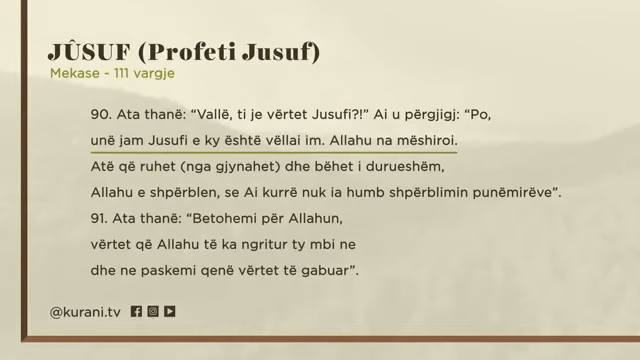 JÛSUF (Profeti Jusuf)
Mekase - 111 vargje
90. Ata thanë: “Vallë, ti je vërtet Jusufi?!” Ai u përgjigj: “Po,
unë jam Jusufi e ky është vëllai im. Allahu na mëshiroi.
Atë që ruhet (nga gjynahet) dhe bëhet i durueshëm,
Allahu e shpërblen, se Ai kurrë nuk ia humb shpërblimin punëmirëve”.
91. Ata thanë: “Betohemi për Allahun,
vërtet që Allahu të ka ngritur ty mbi ne
dhe ne paskemi qenë vërtet të gabuar”.
@kurani.tv